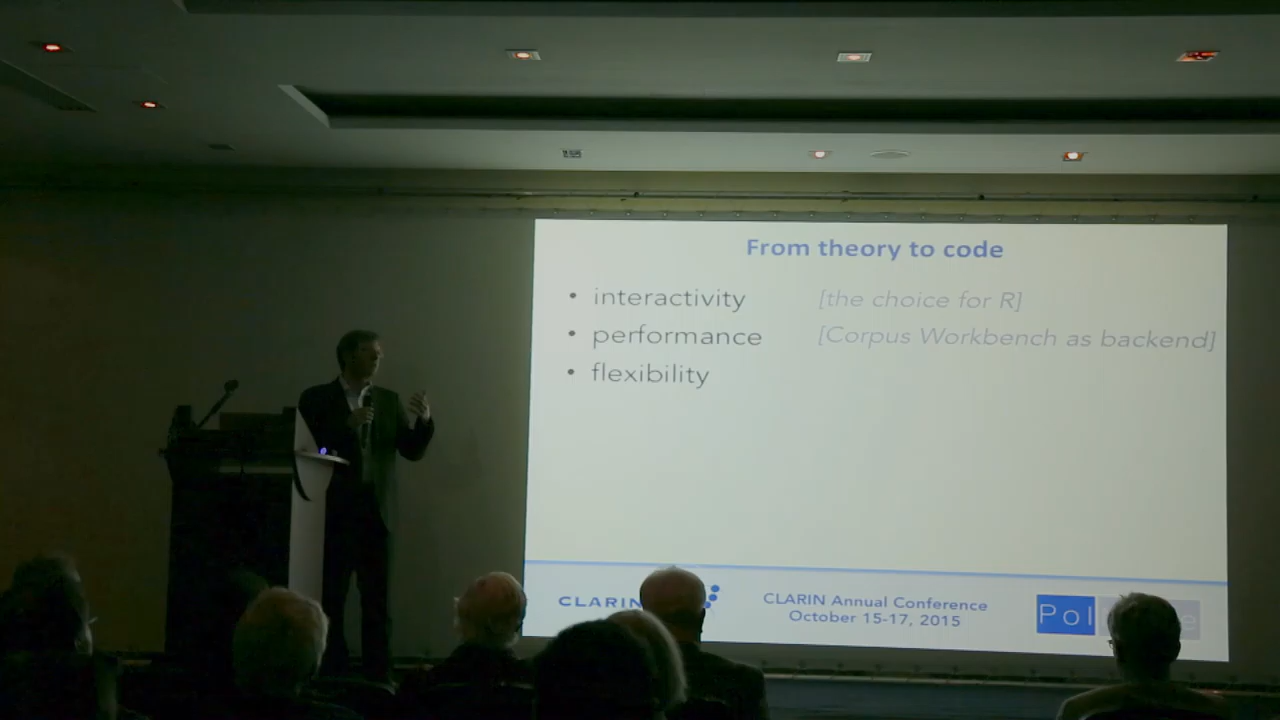 From theory to code
• interactivity [the choice for R]
• performance [Corpus Workbench as backend]
• flexibility
CLARIN
CLARIN Annual Conference
October 15-17, 2015
Pol